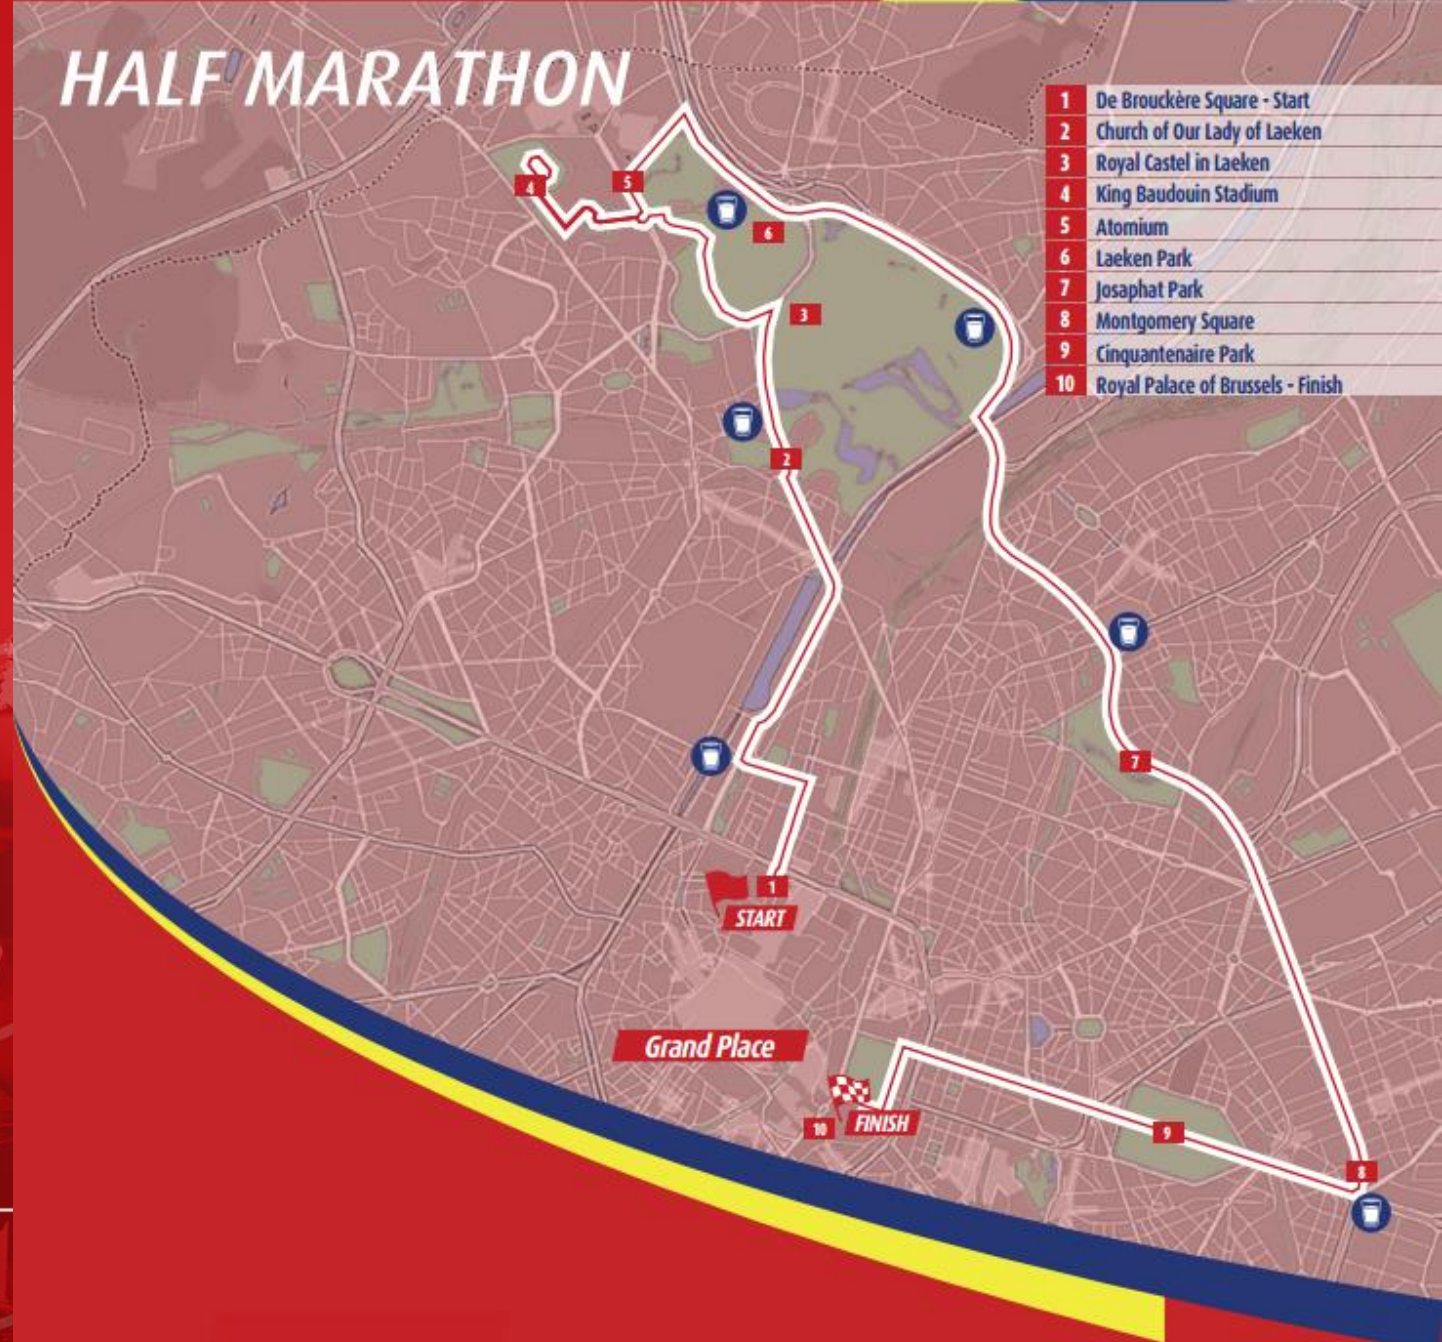 HALF MARATHON
1 De Brouckère Square - Start
2 Church of Our Lady of Laeken
3 Royal Castel in Laeken
4 King Baudouin Stadium
5 Atomium
6 Laeken Park
7 Josaphat Park
8 Montgomery Square
9 Cinquantenaire Park
10 Royal Palace of Brussels - Finish
4
5
6
3
2
7
1
START
Grand Place
10
FINISH
9
8